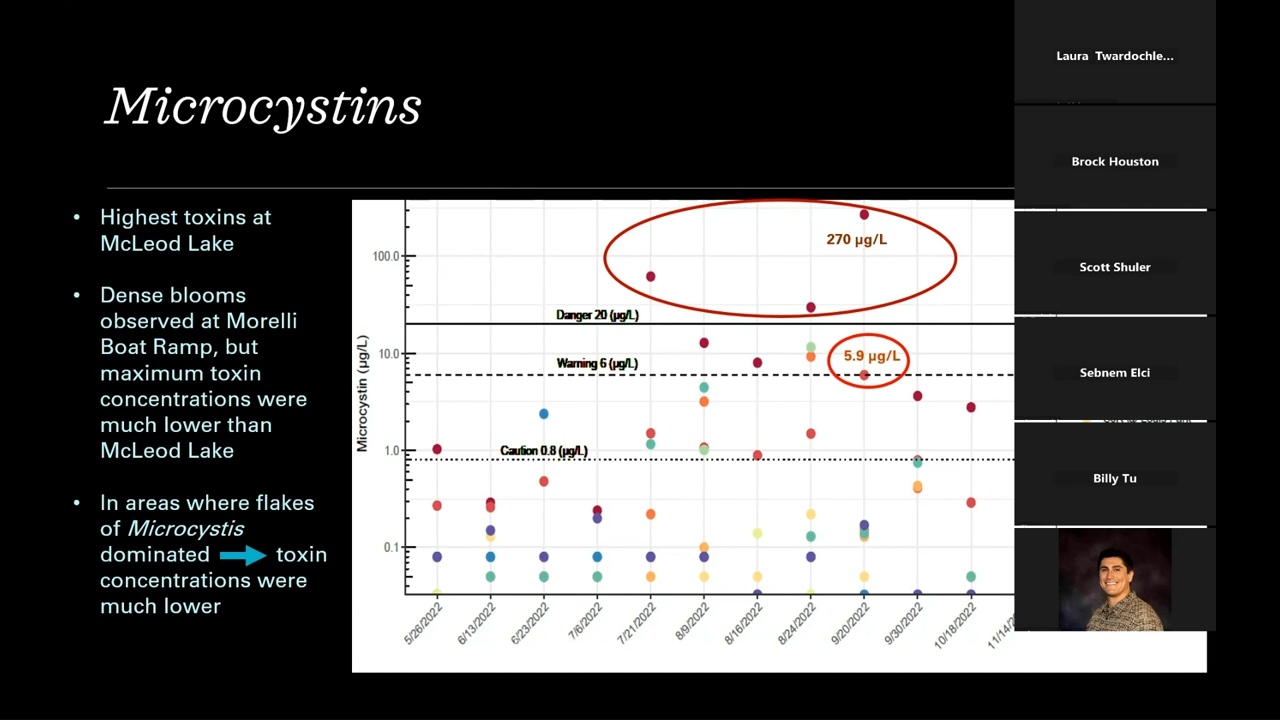 Microcystins
• Highest toxins at
McLeod Lake
• Dense blooms
observed at Morelli
Boat Ramp, but
maximum toxin
concentrations were
much lower than
McLeod Lake
• In areas where flakes
of Microcystis
dominated toxin
concentrations were
much lower
Microcystin (µg/L)
100.0
10.0
1.0
0.1
270 µg/L
Danger 20 (µg/L)
Warning 6 (µg/L)
5.9 µg/L
Caution 0.8 (µg/L)
5/26/2022
6/13/2022
6/23/2022
7/6/2022
7/21/2022
8/9/2022
8/16/2022
8/24/2022
9/20/2022
9/30/2022
10/18/2022
Laura Twardochle...
Brock Houston
Scott Shuler
Sebnem Elci
Billy Tu